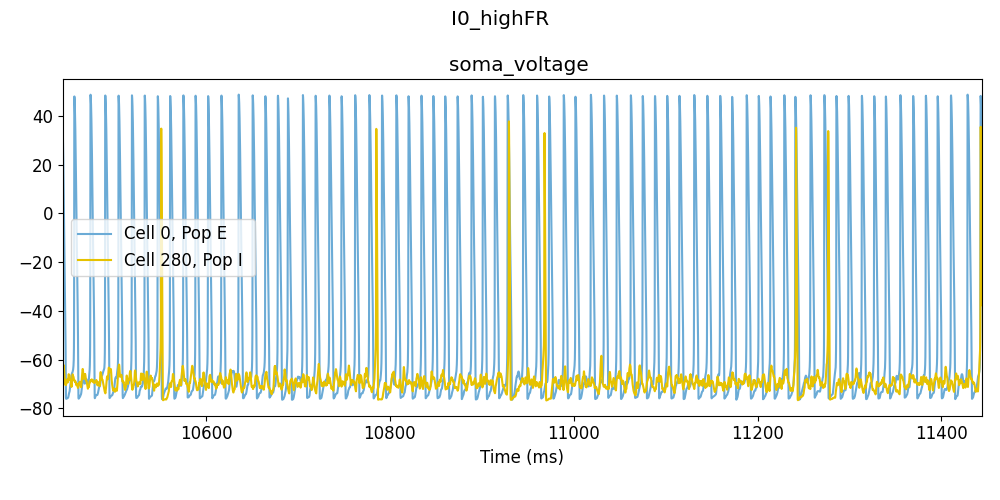 I0_highFR
soma_voltage
40
20
0
−20
−40
−60
−80
Cell 0, Pop E
Cell 280, Pop I
10600 10800 11000 11200 11400
Time (ms)